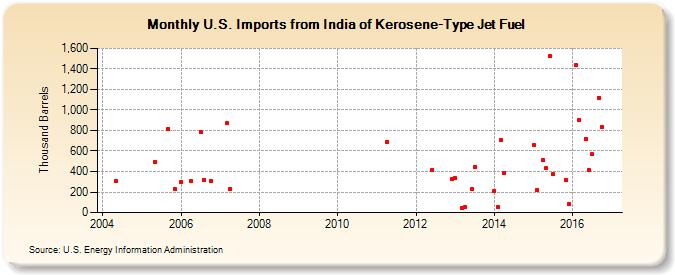 Monthly U.S. Imports from India of Kerosene-Type Jet Fuel
Thousand Barrels
1,600
1,400
1,200
1,000
800
600
400
200
0
2004 2006 2008 2010 2012 2014 2016
Source: U.S. Energy Information Administration